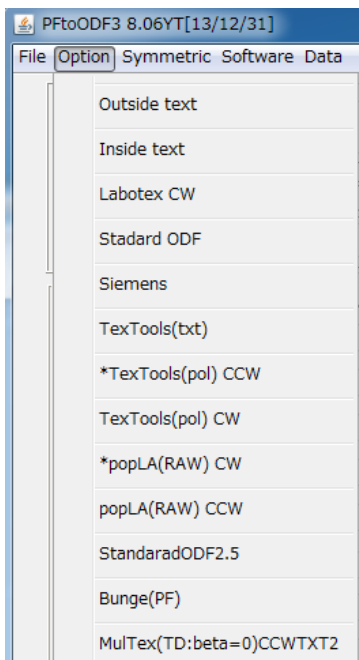 PFtoODF3 8.06YT[13/12/31]
File Option Symmetric Software Data
Outside text
Inside text
Labotex CW
Stadard ODF
Siemens
TexTools(txt)
*TexTools(pol) CCW
TexTools(pol) CW
*popLA(RAW) CW
popLA(RAW) CCW
StandaradODF2.5
Bunge(PF)
MulTex(TD:beta=0)CCWTXT2